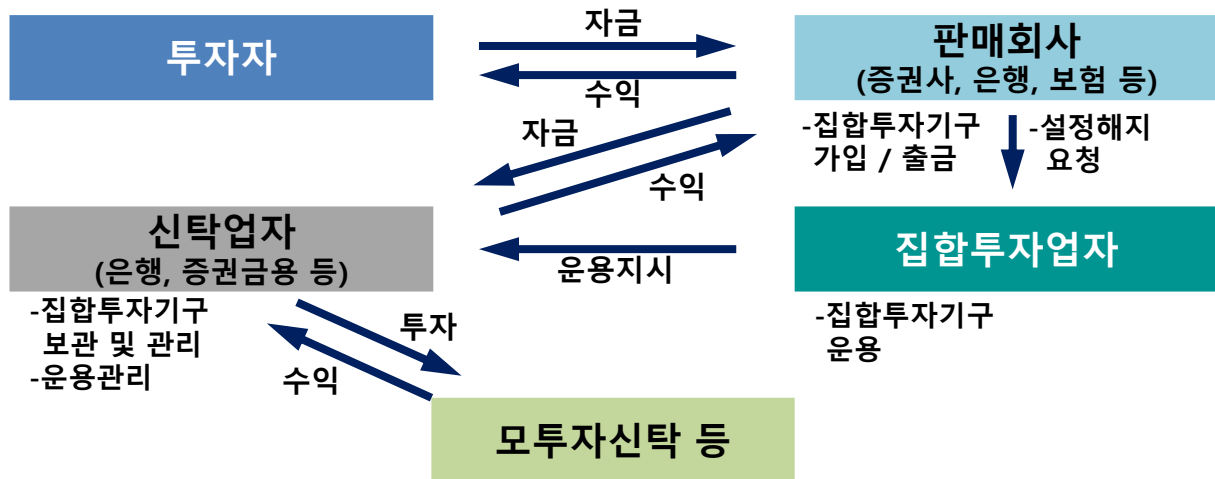 투자자
자금
수익
판매회사
(증권사, 은행, 보험 등)
-집합투자기구
가입 / 출금
-설정해지
요청
자금
수익
신탁업자
(은행, 증권금융 등)
-집합투자기구
보관 및 관리
-운용관리
운용지시
집합투자업자
-집합투자기구
운용
투자
수익
모투자신탁 등